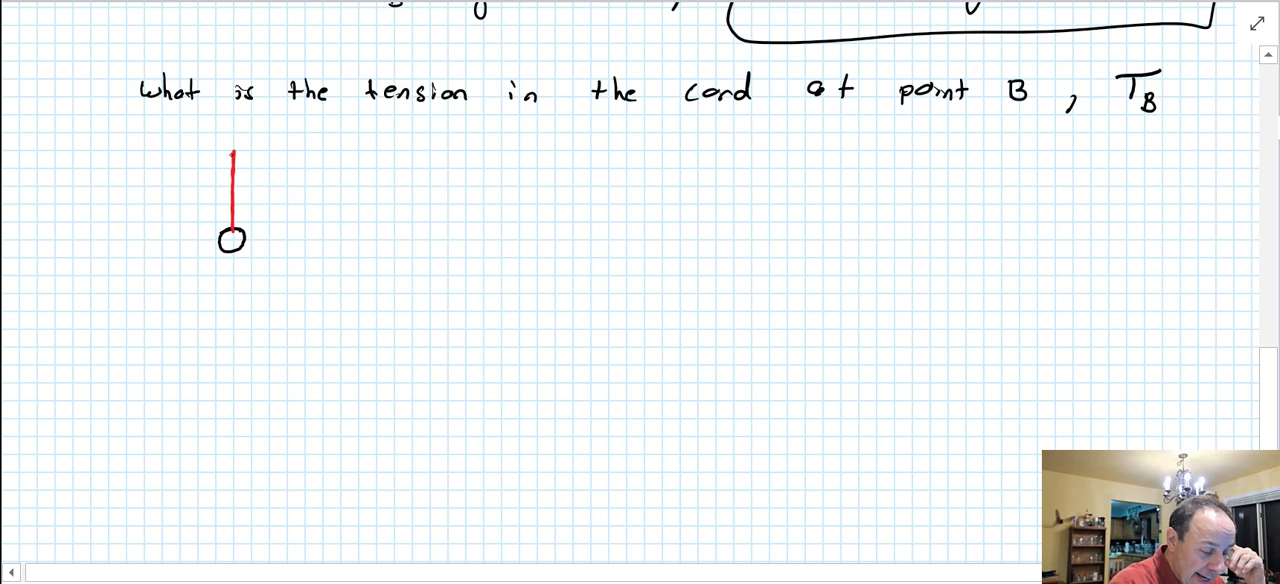 What is the tension in the cord at point B, T_B